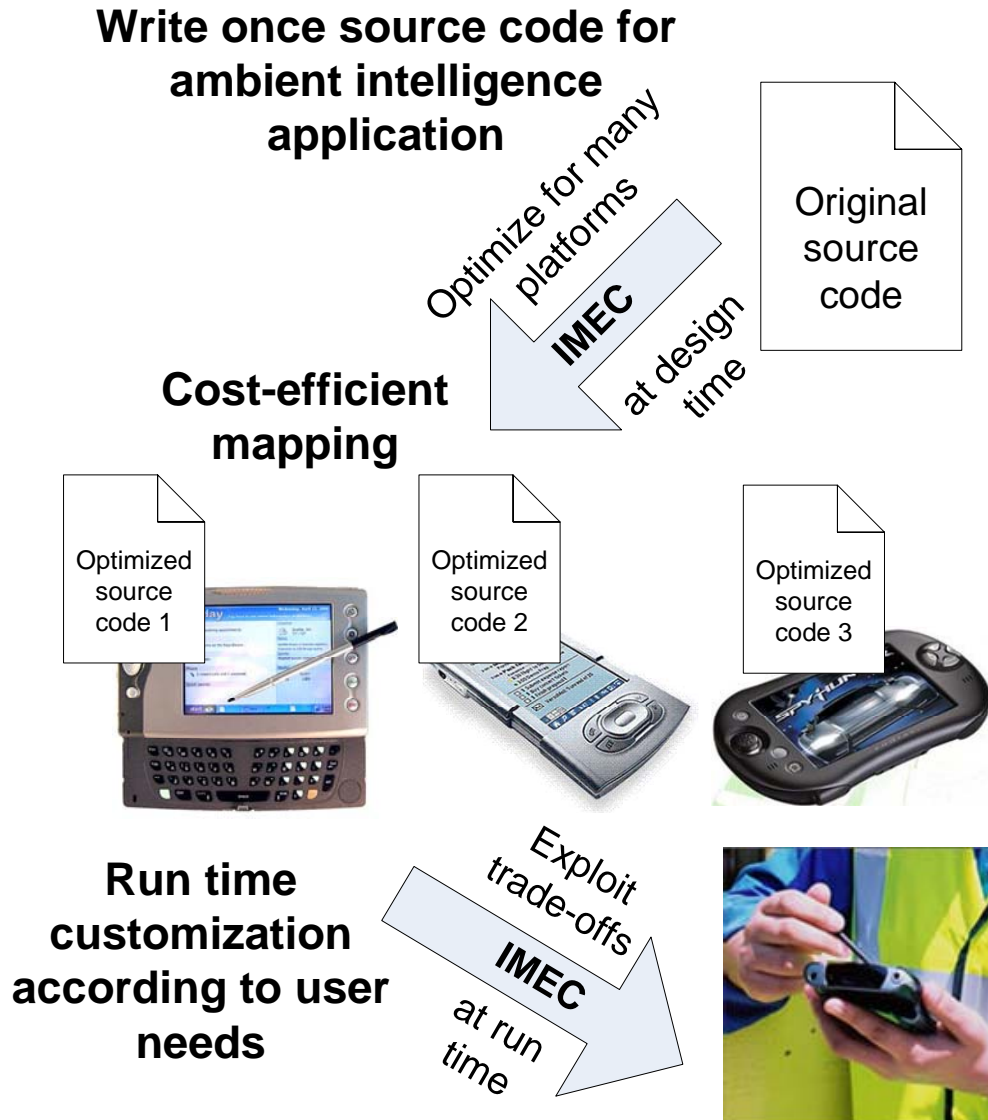 Write once source code for
ambient intelligence
application
Optimize for many
platforms
IMEC
at design
time
Original
source
code
Cost-efficient
mapping
Optimized
source
code 1
Optimized
source
code 2
Optimized
source
code 3
SPYHUN
Run time
customization
according to user
needs
Exploit
trade-offs
IMEC
at run
time